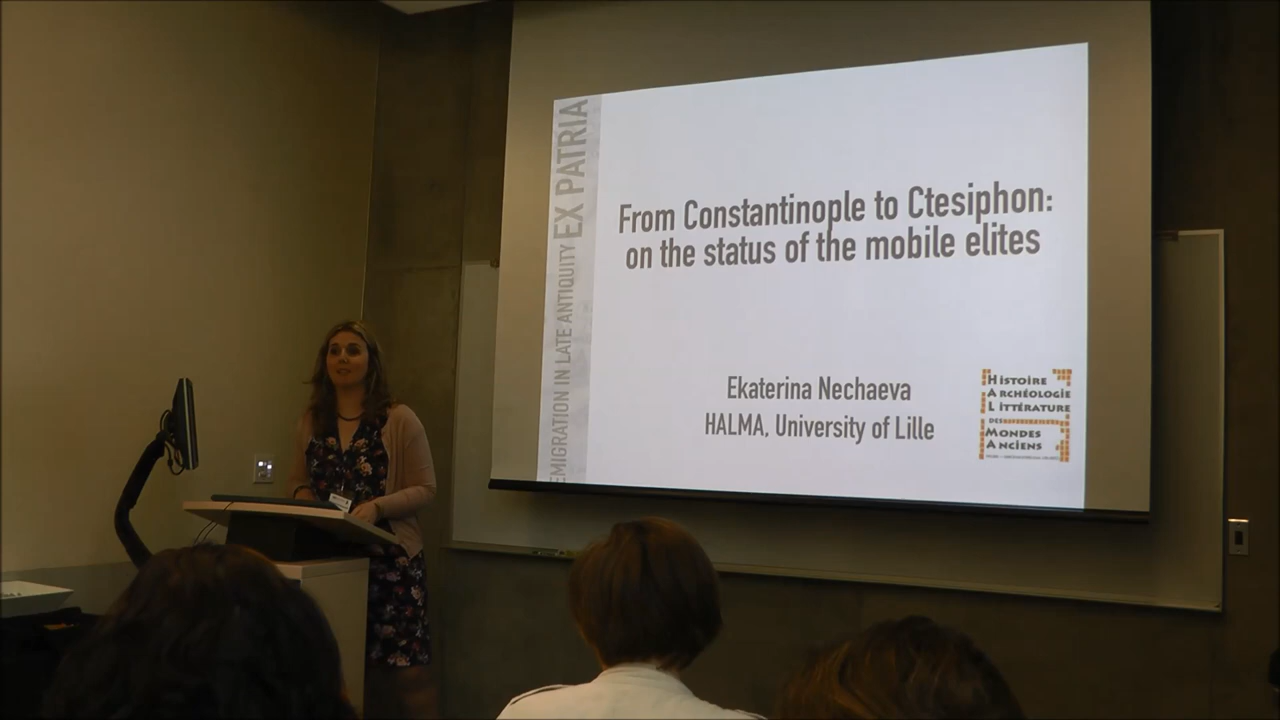 EMIGRATION IN LATE ANTIQUITY EX PATRIA
From Constantinople to Ctesiphon:
on the status of the mobile elites
Ekaterina Nechaeva
HALMA, University of Lille
HISTOIRE
ARCHÉOLOGIE
LITTÉRATURE
DES
MONDES
ANCIENS